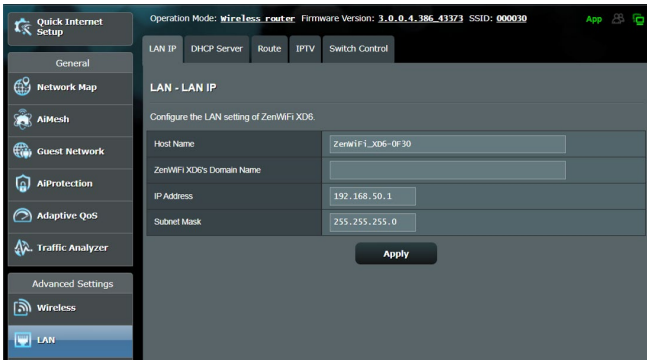 Quick Internet
Setup
Operation Mode: Wireless router Firmware Version: 3.0.0.4.386_43373 SSID: 000030
App
General
Network Map
AiMesh
Guest Network
AiProtection
Adaptive QoS
Traffic Analyzer
Advanced Settings
Wireless
LAN
LAN IP DHCP Server Route IPTV Switch Control
LAN - LAN IP
Configure the LAN setting of ZenWiFi XD6.
Host Name ZenWiFi_XD6-0F30
ZenWiFi XD6's Domain Name
IP Address 192.168.50.1
Subnet Mask 255.255.255.0
Apply